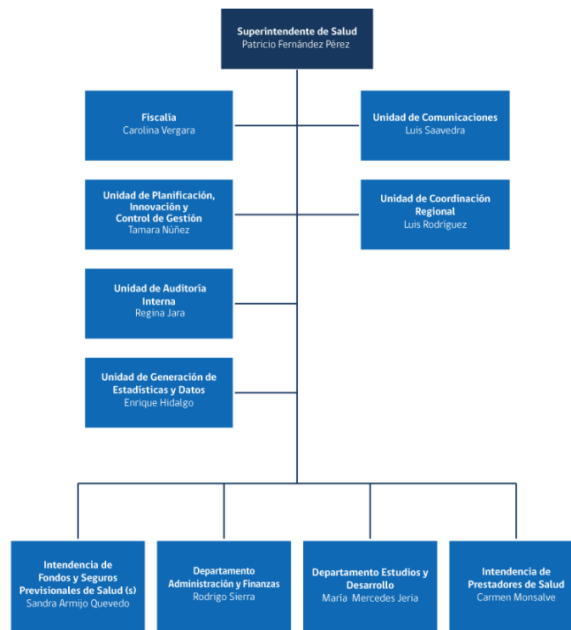 Superintendente de Salud
Patricio Fernández Pérez
Fiscalía
Carolina Vergara
Unidad de Comunicaciones
Luis Saavedra
Unidad de Planificación,
Innovación y
Control de Gestión
Tamara Núñez
Unidad de Coordinación
Regional
Luis Rodríguez
Unidad de Auditoría
Interna
Regina Jara
Unidad de Generación de
Estadísticas y Datos
Enrique Hidalgo
Intendencia de
Fondos y Seguros
Previsionales de Salud (s)
Sandra Armijo Quevedo
Departamento
Administración y Finanzas
Rodrigo Sierra
Departamento Estudios y
Desarrollo
María Mercedes Jeria
Intendencia de
Prestadores de Salud
Carmen Monsalve